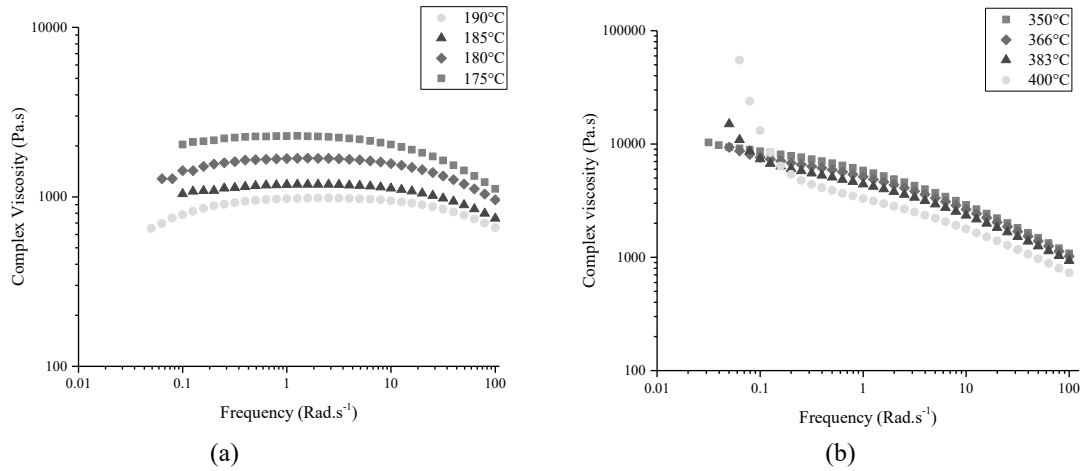 10000
1000
100
0.01
0.1
1
10
100
Complex Viscosity (Pa.s)
Frequency (Rad.s⁻¹)
190°C
185°C
180°C
175°C
(a)
100000
10000
1000
100
0.01
0.1
1
10
100
Complex viscosity (Pa.s)
Frequency (Rad.s⁻¹)
350°C
366°C
383°C
400°C
(b)